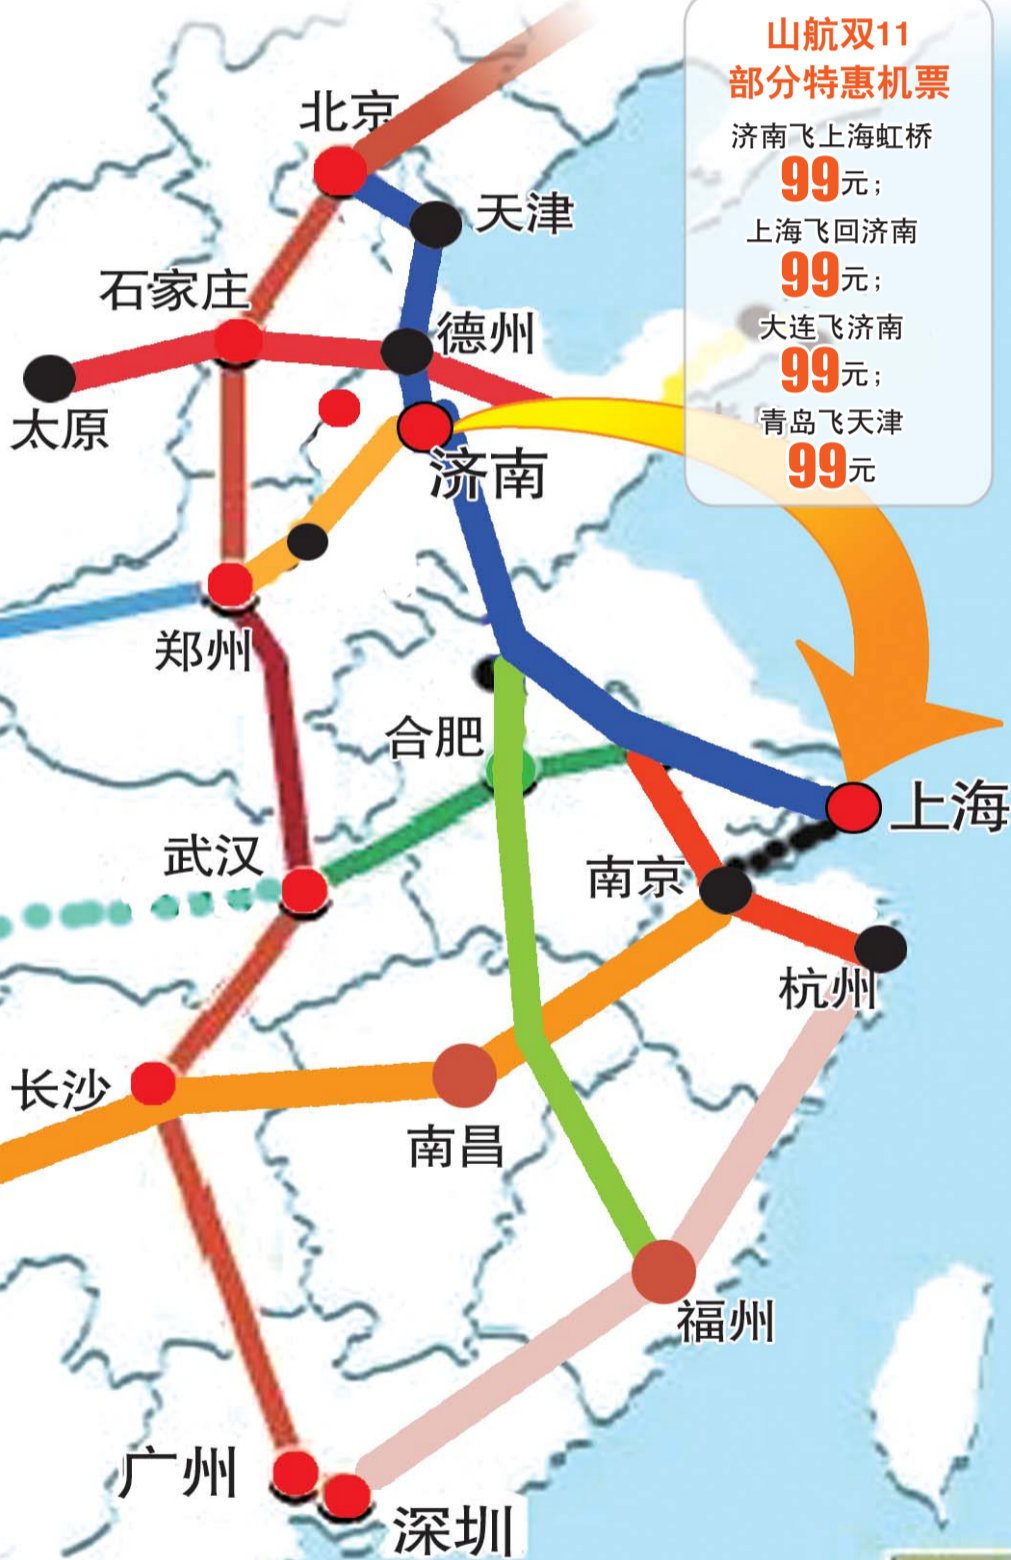 山航双11
部分特惠机票
济南飞上海虹桥
99元；
上海飞回济南
99元；
大连飞济南
99元；
青岛飞天津
99元
北京
天津
石家庄
德州
太原
济南
郑州
合肥
上海
武汉
南京
杭州
长沙
南昌
福州
广州
深圳